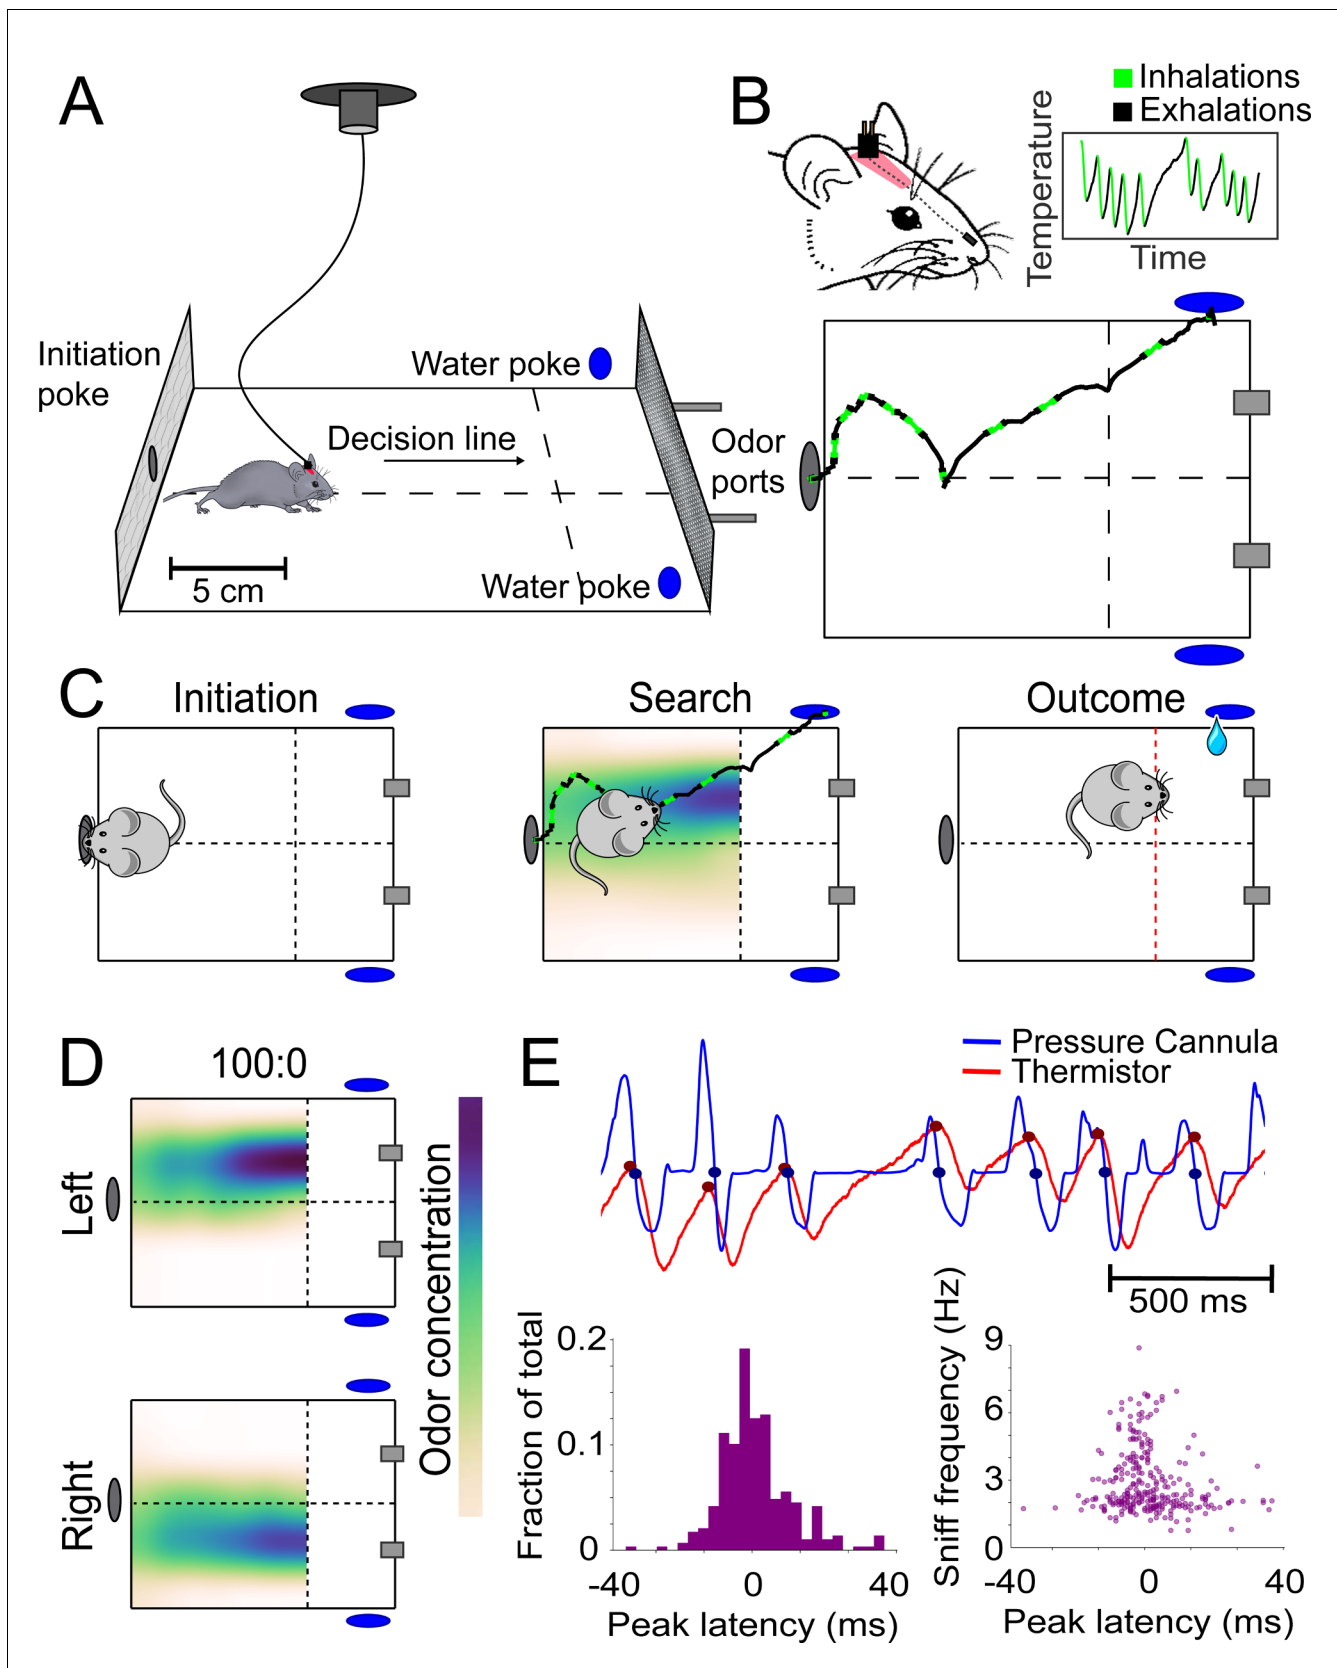 A
Initiation
poke
Water poke
Decision line
Odor
ports
Water poke
5 cm
B
Inhalations
Exhalations
Temperature
Time
C
Initiation
Search
Outcome
D
100:0
Left
Right
Odor concentration
E
Pressure Cannula
Thermistor
500 ms
Fraction of total
0.2
0.1
0
-40
0
40
Peak latency (ms)
Sniff frequency (Hz)
9
6
3
0
-40
0
40
Peak latency (ms)